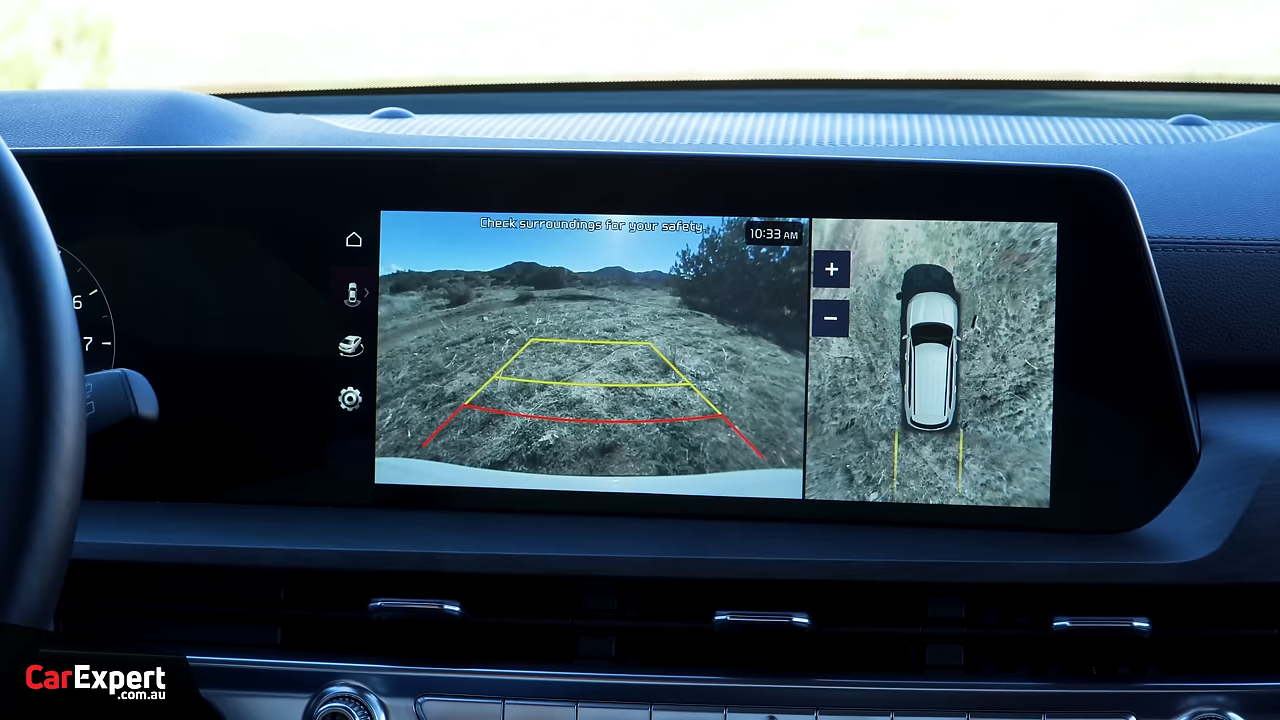 Check surroundings for your safety.
10:33 AM
6
7
+
−
CarExpert
.com.au